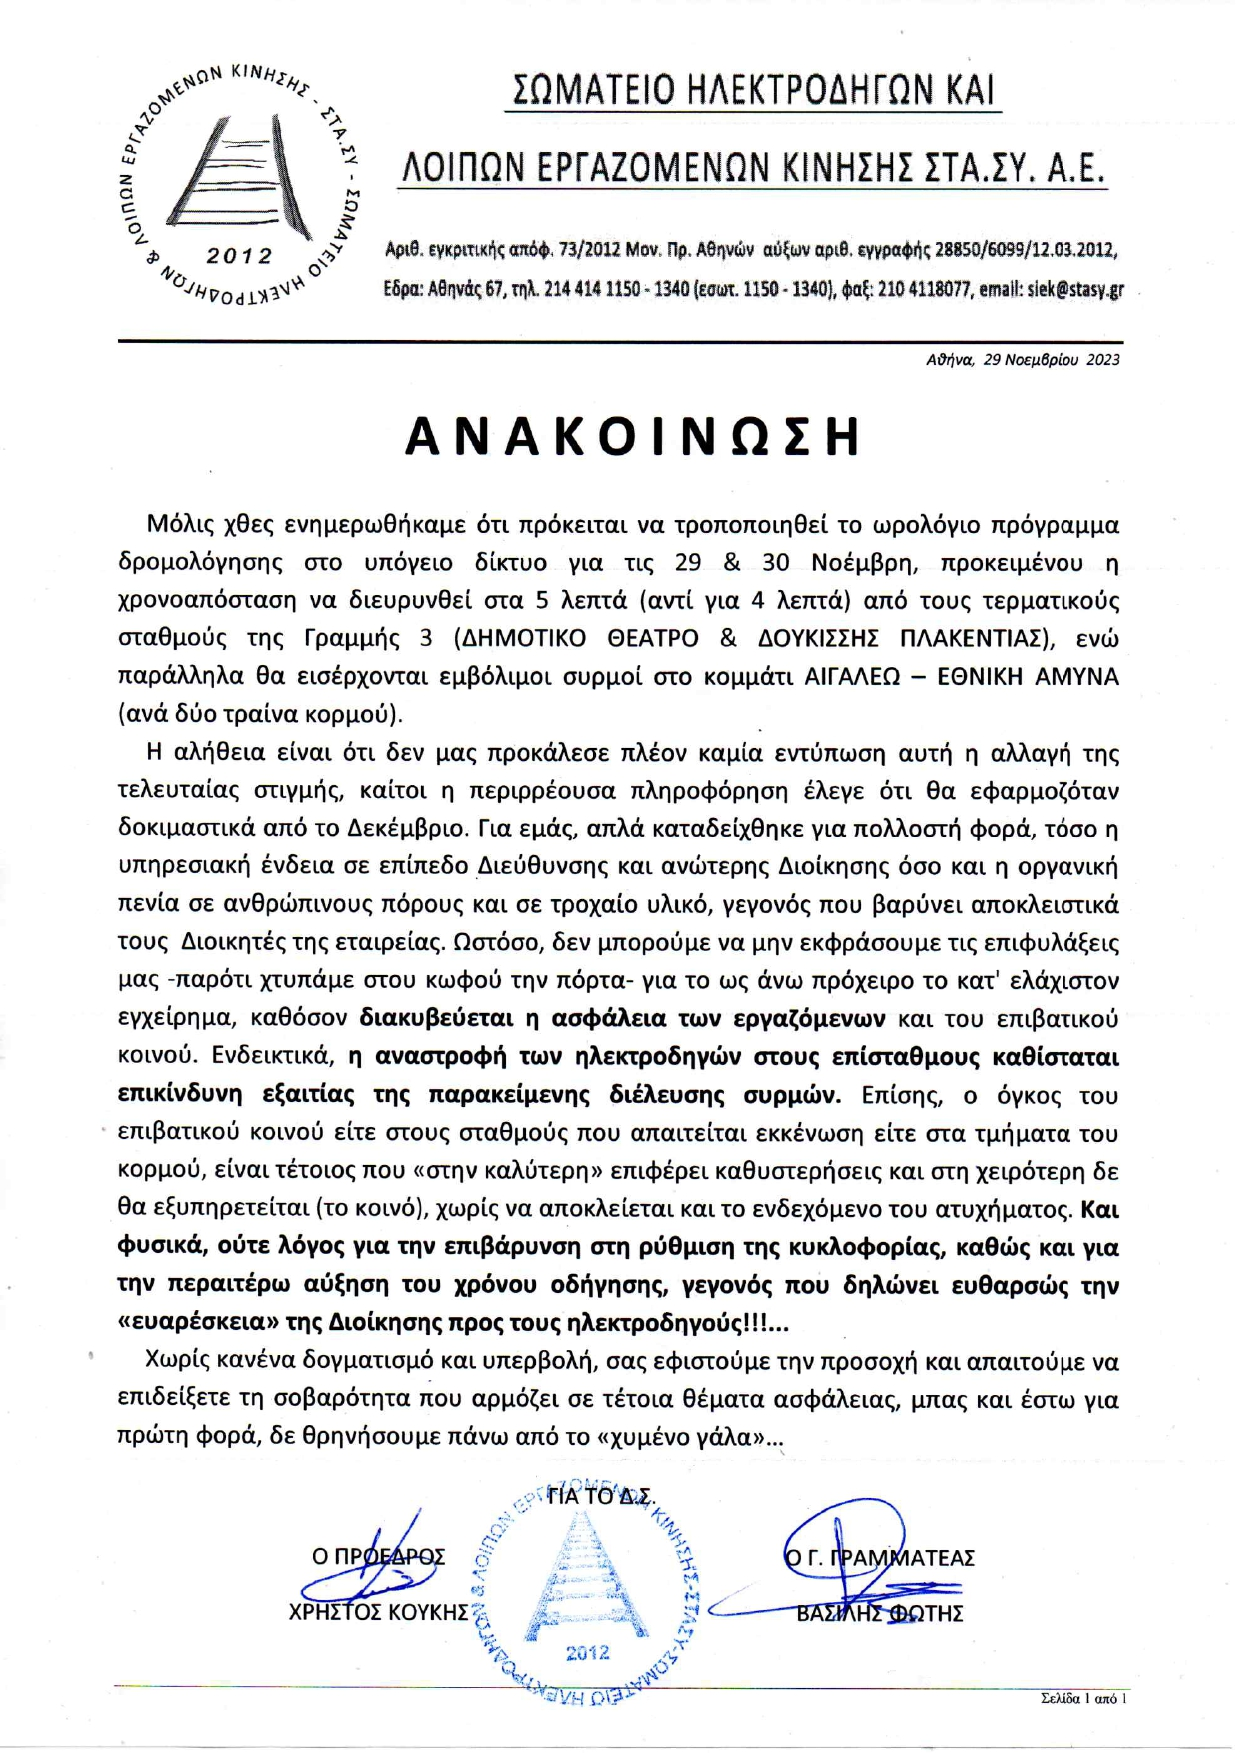 ΣΩΜΑΤΕΙΟ ΗΛΕΚΤΡΟΔΗΓΩΝ & ΛΟΙΠΩΝ ΕΡΓΑΖΟΜΕΝΩΝ ΚΙΝΗΣΗΣ - ΣΤΑ.ΣΥ -
2012
ΣΩΜΑΤΕΙΟ ΗΛΕΚΤΡΟΔΗΓΩΝ ΚΑΙ
ΛΟΙΠΩΝ ΕΡΓΑΖΟΜΕΝΩΝ ΚΙΝΗΣΗΣ ΣΤΑ.ΣΥ. Α.Ε.
Αριθ. εγκριτικής απόφ. 73/2012 Μον. Πρ. Αθηνών αύξων αριθ. εγγραφής 28850/6099/12.03.2012,
Εδρα: Αθηνάς 67, τηλ. 214 414 1150 - 1340 (εσωτ. 1150 - 1340), φαξ: 210 4118077, email: siek@stasy.gr
Αθήνα, 29 Νοεμβρίου 2023
ΑΝΑΚΟΙΝΩΣΗ
Μόλις χθες ενημερωθήκαμε ότι πρόκειται να τροποποιηθεί το ωρολόγιο πρόγραμμα
δρομολόγησης στο υπόγειο δίκτυο για τις 29 & 30 Νοέμβρη, προκειμένου η
χρονοαπόσταση να διευρυνθεί στα 5 λεπτά (αντί για 4 λεπτά) από τους τερματικούς
σταθμούς της Γραμμής 3 (ΔΗΜΟΤΙΚΟ ΘΕΑΤΡΟ & ΔΟΥΚΙΣΣΗΣ ΠΛΑΚΕΝΤΙΑΣ), ενώ
παράλληλα θα εισέρχονται εμβόλιμοι συρμοί στο κομμάτι ΑΙΓΑΛΕΩ – ΕΘΝΙΚΗ ΑΜΥΝΑ
(ανά δύο τραίνα κορμού).
Η αλήθεια είναι ότι δεν μας προκάλεσε πλέον καμία εντύπωση αυτή η αλλαγή της
τελευταίας στιγμής, καίτοι η περιρρέουσα πληροφόρηση έλεγε ότι θα εφαρμοζόταν
δοκιμαστικά από το Δεκέμβριο. Για εμάς, απλά καταδείχθηκε για πολλοστή φορά, τόσο η
υπηρεσιακή ένδεια σε επίπεδο Διεύθυνσης και ανώτερης Διοίκησης όσο και η οργανική
πενία σε ανθρώπινους πόρους και σε τροχαίο υλικό, γεγονός που βαρύνει αποκλειστικά
τους Διοικητές της εταιρείας. Ωστόσο, δεν μπορούμε να μην εκφράσουμε τις επιφυλάξεις
μας -παρότι χτυπάμε στου κωφού την πόρτα- για το ως άνω πρόχειρο το κατ' ελάχιστον
εγχείρημα, καθόσον διακυβεύεται η ασφάλεια των εργαζόμενων και του επιβατικού
κοινού. Ενδεικτικά, η αναστροφή των ηλεκτροδηγών στους επίσταθμους καθίσταται
επικίνδυνη εξαιτίας της παρακείμενης διέλευσης συρμών. Επίσης, ο όγκος του
επιβατικού κοινού είτε στους σταθμούς που απαιτείται εκκένωση είτε στα τμήματα του
κορμού, είναι τέτοιος που «στην καλύτερη» επιφέρει καθυστερήσεις και στη χειρότερη δε
θα εξυπηρετείται (το κοινό), χωρίς να αποκλείεται και το ενδεχόμενο του ατυχήματος. Και
φυσικά, ούτε λόγος για την επιβάρυνση στη ρύθμιση της κυκλοφορίας, καθώς και για
την περαιτέρω αύξηση του χρόνου οδήγησης, γεγονός που δηλώνει ευθαρσώς την
«ευαρέσκεια» της Διοίκησης προς τους ηλεκτροδηγούς!!!...
Χωρίς κανένα δογματισμό και υπερβολή, σας εφιστούμε την προσοχή και απαιτούμε να
επιδείξετε τη σοβαρότητα που αρμόζει σε τέτοια θέματα ασφάλειας, μπας και έστω για
πρώτη φορά, δε θρηνήσουμε πάνω από το «χυμένο γάλα»...
ΓΙΑ ΤΟ Δ.Σ.
Ο ΠΡΟΕΔΡΟΣ
Ο Γ. ΓΡΑΜΜΑΤΕΑΣ
ΧΡΗΣΤΟΣ ΚΟΥΚΗΣ
ΒΑΣΙΛΗΣ ΦΩΤΗΣ
ΣΩΜΑΤΕΙΟ ΗΛΕΚΤΡΟΔΗΓΩΝ & ΛΟΙΠΩΝ ΕΡΓΑΖΟΜΕΝΩΝ ΚΙΝΗΣΗΣ-ΣΤΑ.ΣΥ-
2012
Σελίδα 1 από 1